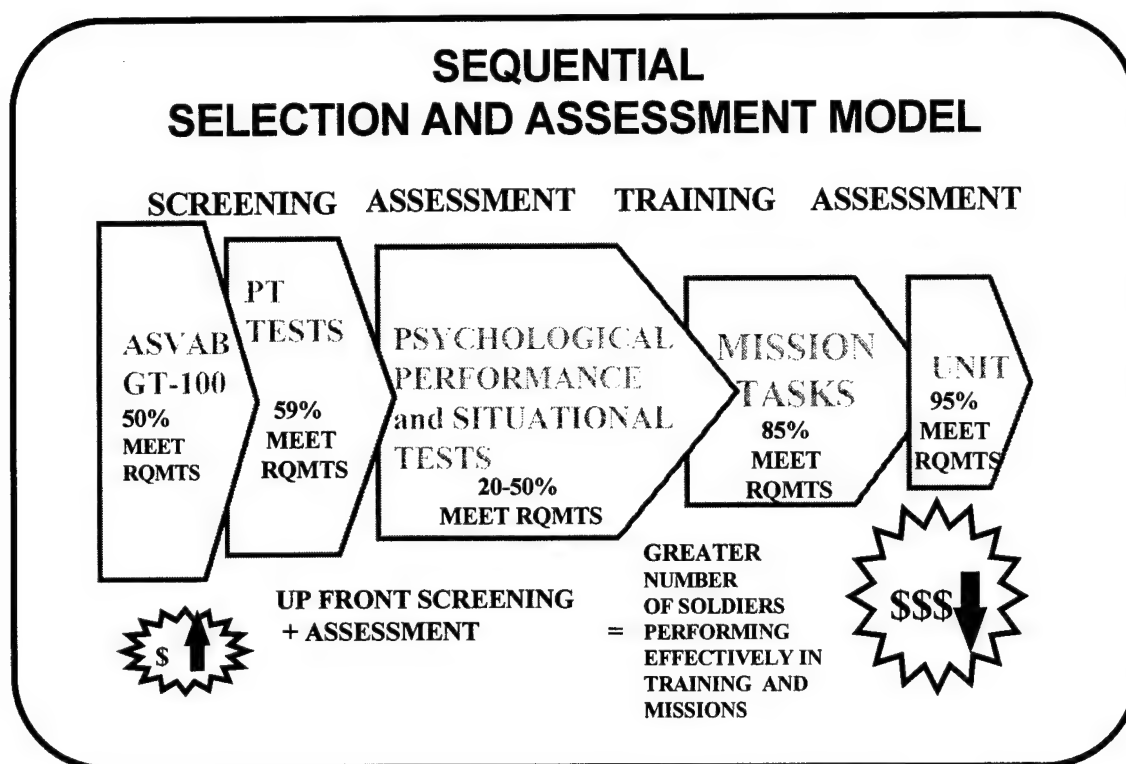 SEQUENTIAL
SELECTION AND ASSESSMENT MODEL
SCREENING ASSESSMENT TRAINING ASSESSMENT
ASVAB
GT-100
50%
MEET
RQMTS
PT
TESTS
59%
MEET
RQMTS
PSYCHOLOGICAL
PERFORMANCE
and SITUATIONAL
TESTS
20-50%
MEET RQMTS
MISSION
TASKS
85%
MEET
RQMTS
UNIT
95%
MEET
RQMTS
$
UP FRONT SCREENING
+ ASSESSMENT
=
GREATER
NUMBER
OF SOLDIERS
PERFORMING
EFFECTIVELY IN
TRAINING AND
MISSIONS
$$$